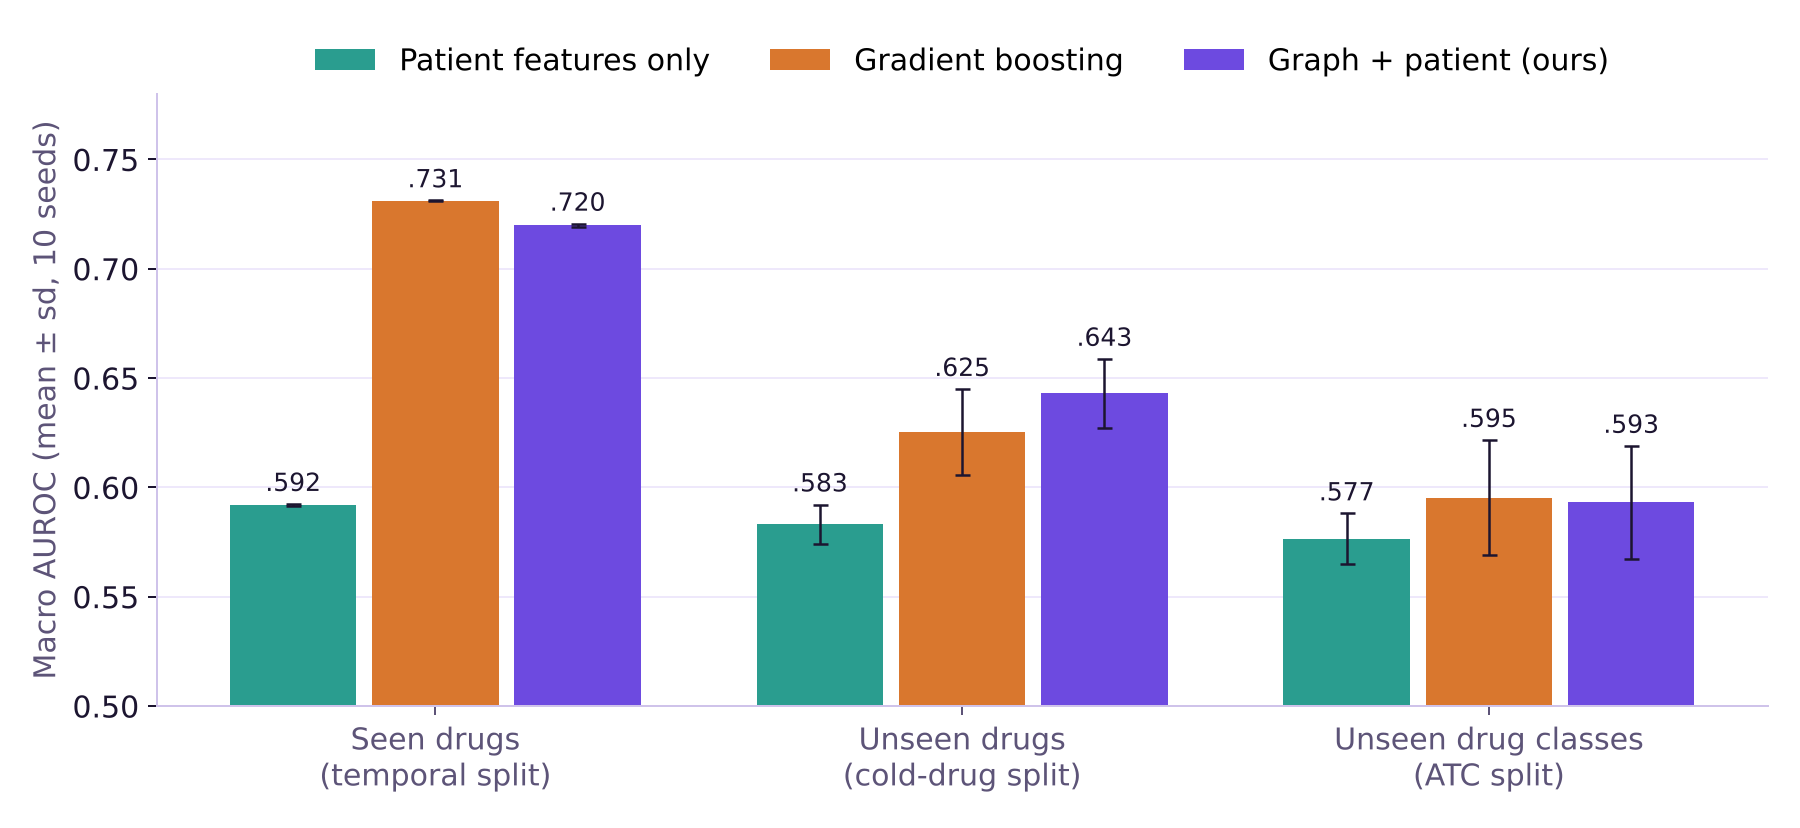 Patient features only
Gradient boosting
Graph + patient (ours)
Macro AUROC (mean ± sd, 10 seeds)
0.75
0.70
0.65
0.60
0.55
0.50
.592
.731
.720
.583
.625
.643
.577
.595
.593
Seen drugs
(temporal split)
Unseen drugs
(cold-drug split)
Unseen drug classes
(ATC split)